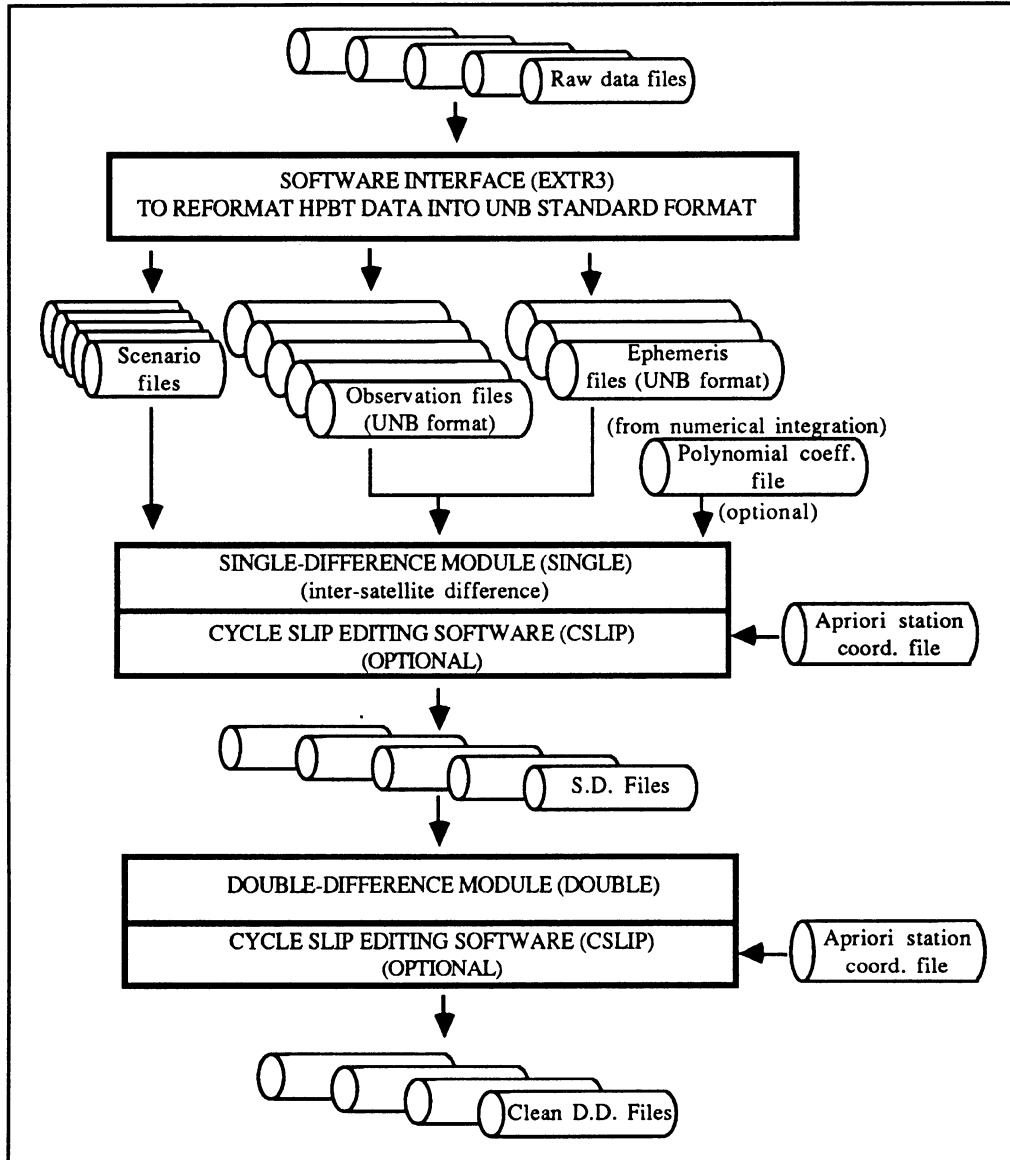 Raw data files
SOFTWARE INTERFACE (EXTR3)
TO REFORMAT HPBT DATA INTO UNB STANDARD FORMAT
Scenario
files
Observation files
(UNB format)
Ephemeris
files (UNB format)
(from numerical integration)
Polynomial coeff.
file
(optional)
SINGLE-DIFFERENCE MODULE (SINGLE)
(inter-satellite difference)
CYCLE SLIP EDITING SOFTWARE (CSLIP)
(OPTIONAL)
Apriori station
coord. file
S.D. Files
DOUBLE-DIFFERENCE MODULE (DOUBLE)
CYCLE SLIP EDITING SOFTWARE (CSLIP)
(OPTIONAL)
Apriori station
coord. file
Clean D.D. Files